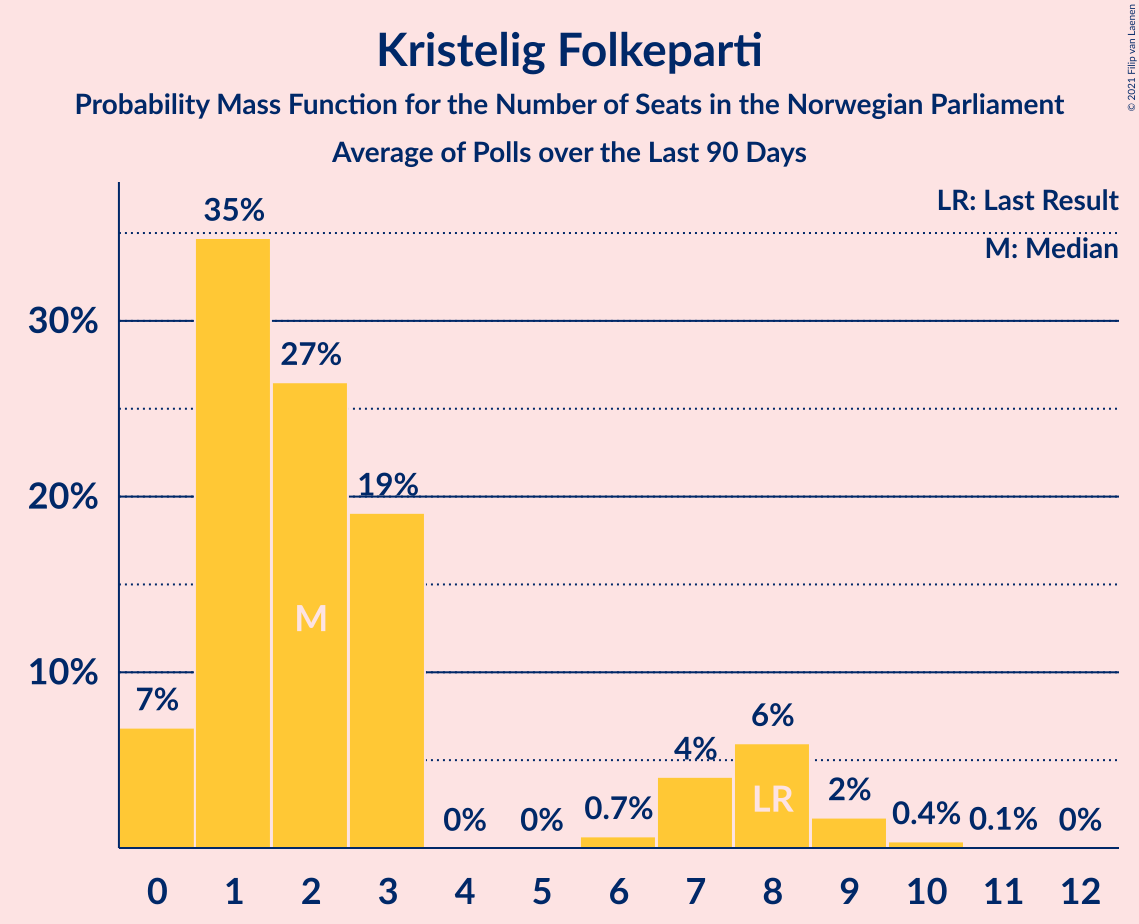 Kristelig Folkeparti
Probability Mass Function for the Number of Seats in the Norwegian Parliament
Average of Polls over the Last 90 Days
© 2021 Filip van Laenen
LR: Last Result
M: Median
35%
30%
27%
20%
19%
M
10%
7%
6%
4%
LR
2%
0%
0%
0.7%
0.4%
0.1%
0%
0 1 2 3 4 5 6 7 8 9 10 11 12